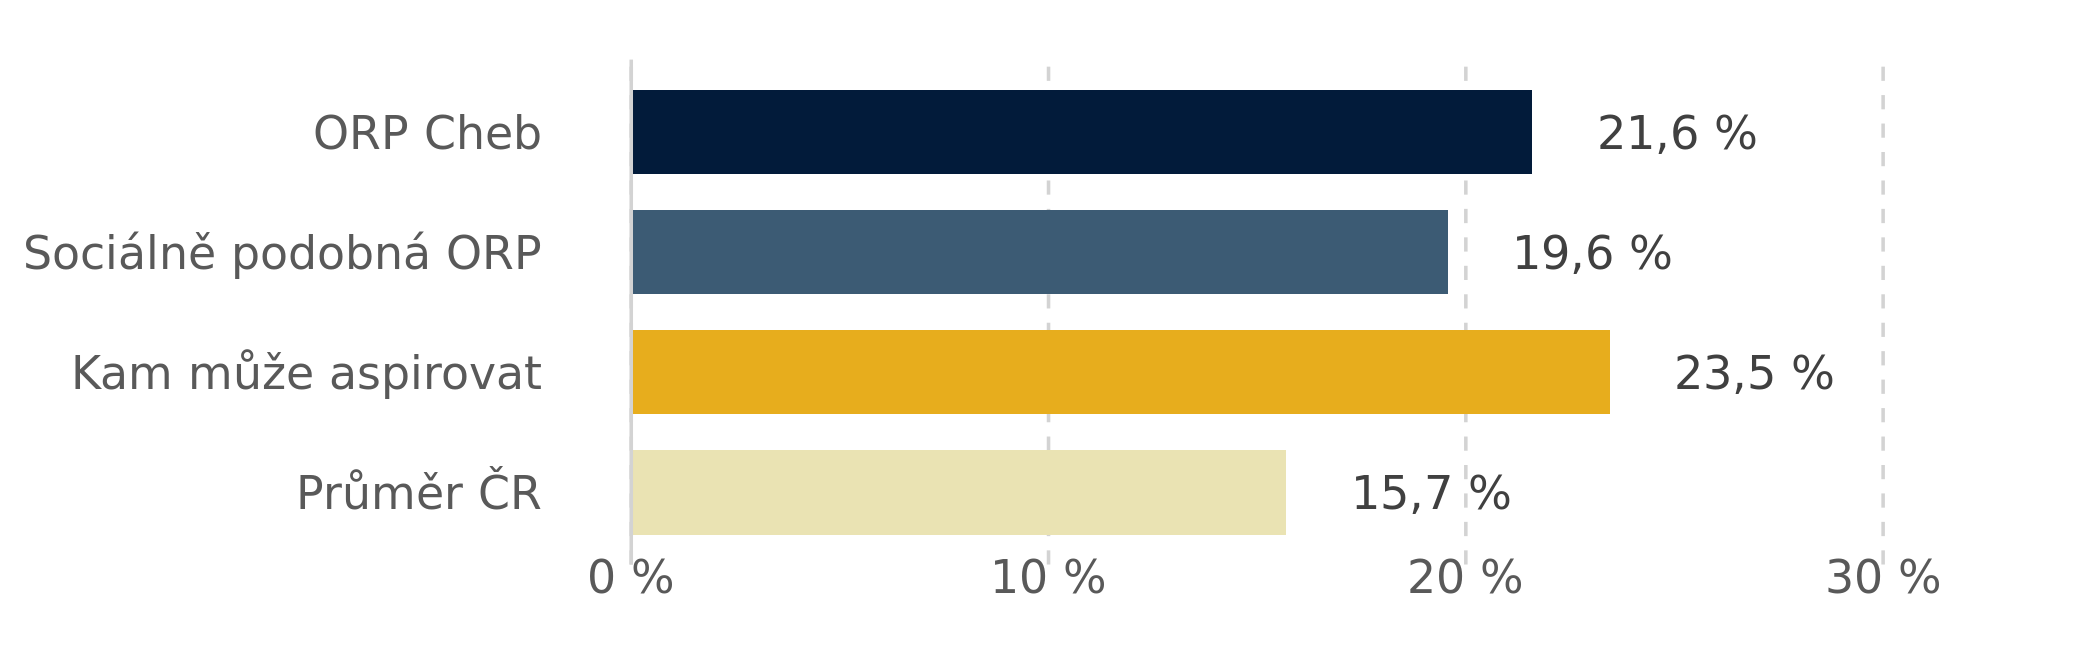 ORP Cheb 21,6 %
Sociálně podobná ORP 19,6 %
Kam může aspirovat 23,5 %
Průměr ČR 15,7 %
0 % 10 % 20 % 30 %